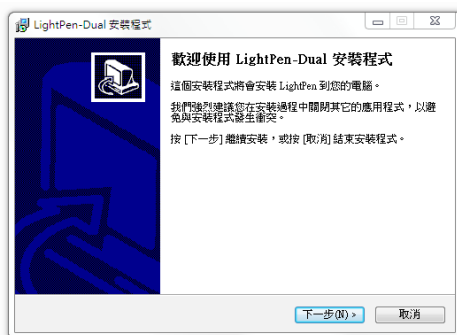 LightPen-Dual 安裝程式
歡迎使用 LightPen-Dual 安裝程式
這個安裝程式將會安裝 LightPen 到您的電腦。
我們強烈建議您在安裝過程中關閉其它的應用程式，以避
免與安裝程式發生衝突。
按 [下一步] 繼續安裝，或按 [取消] 結束安裝程式。
下一步(N) >
取消